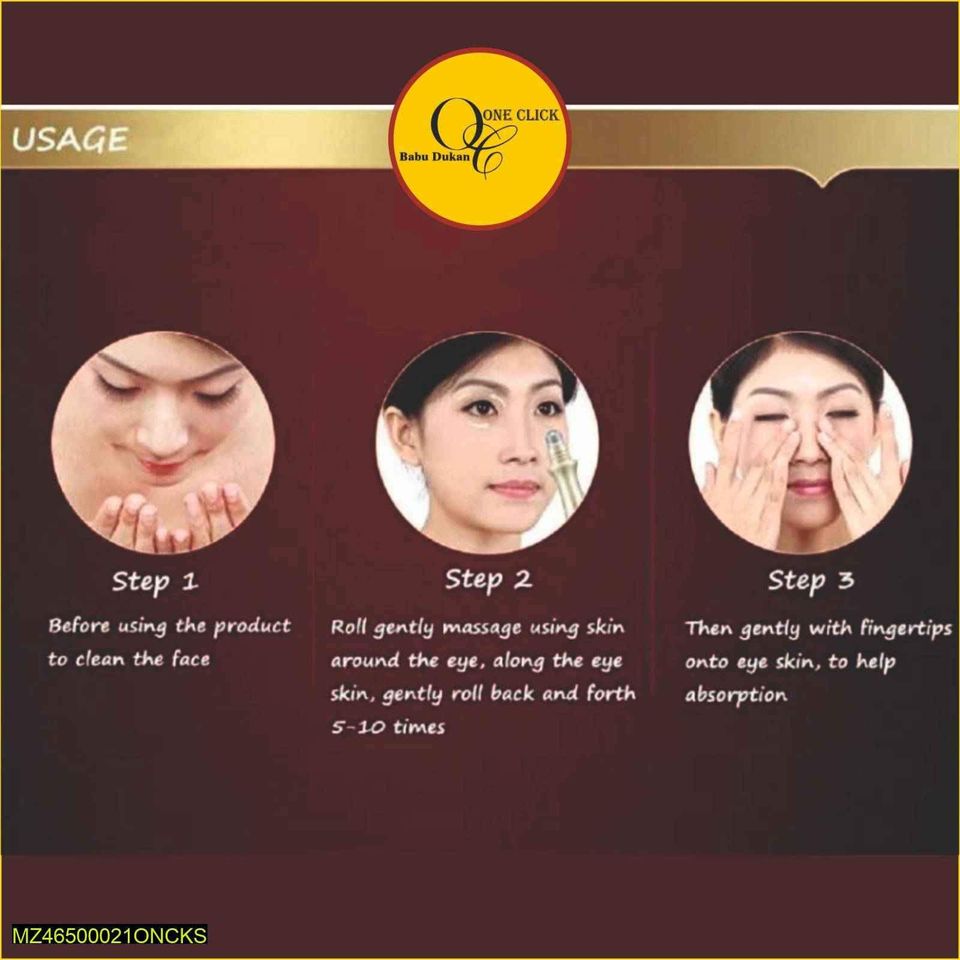 USAGE
ONE CLICK
Babu Dukan
Step 1
Before using the product
to clean the face
Step 2
Roll gently massage using skin
around the eye, along the eye
skin, gently roll back and forth
5-10 times
Step 3
Then gently with fingertips
onto eye skin, to help
absorption
MZ46500021ONCKS